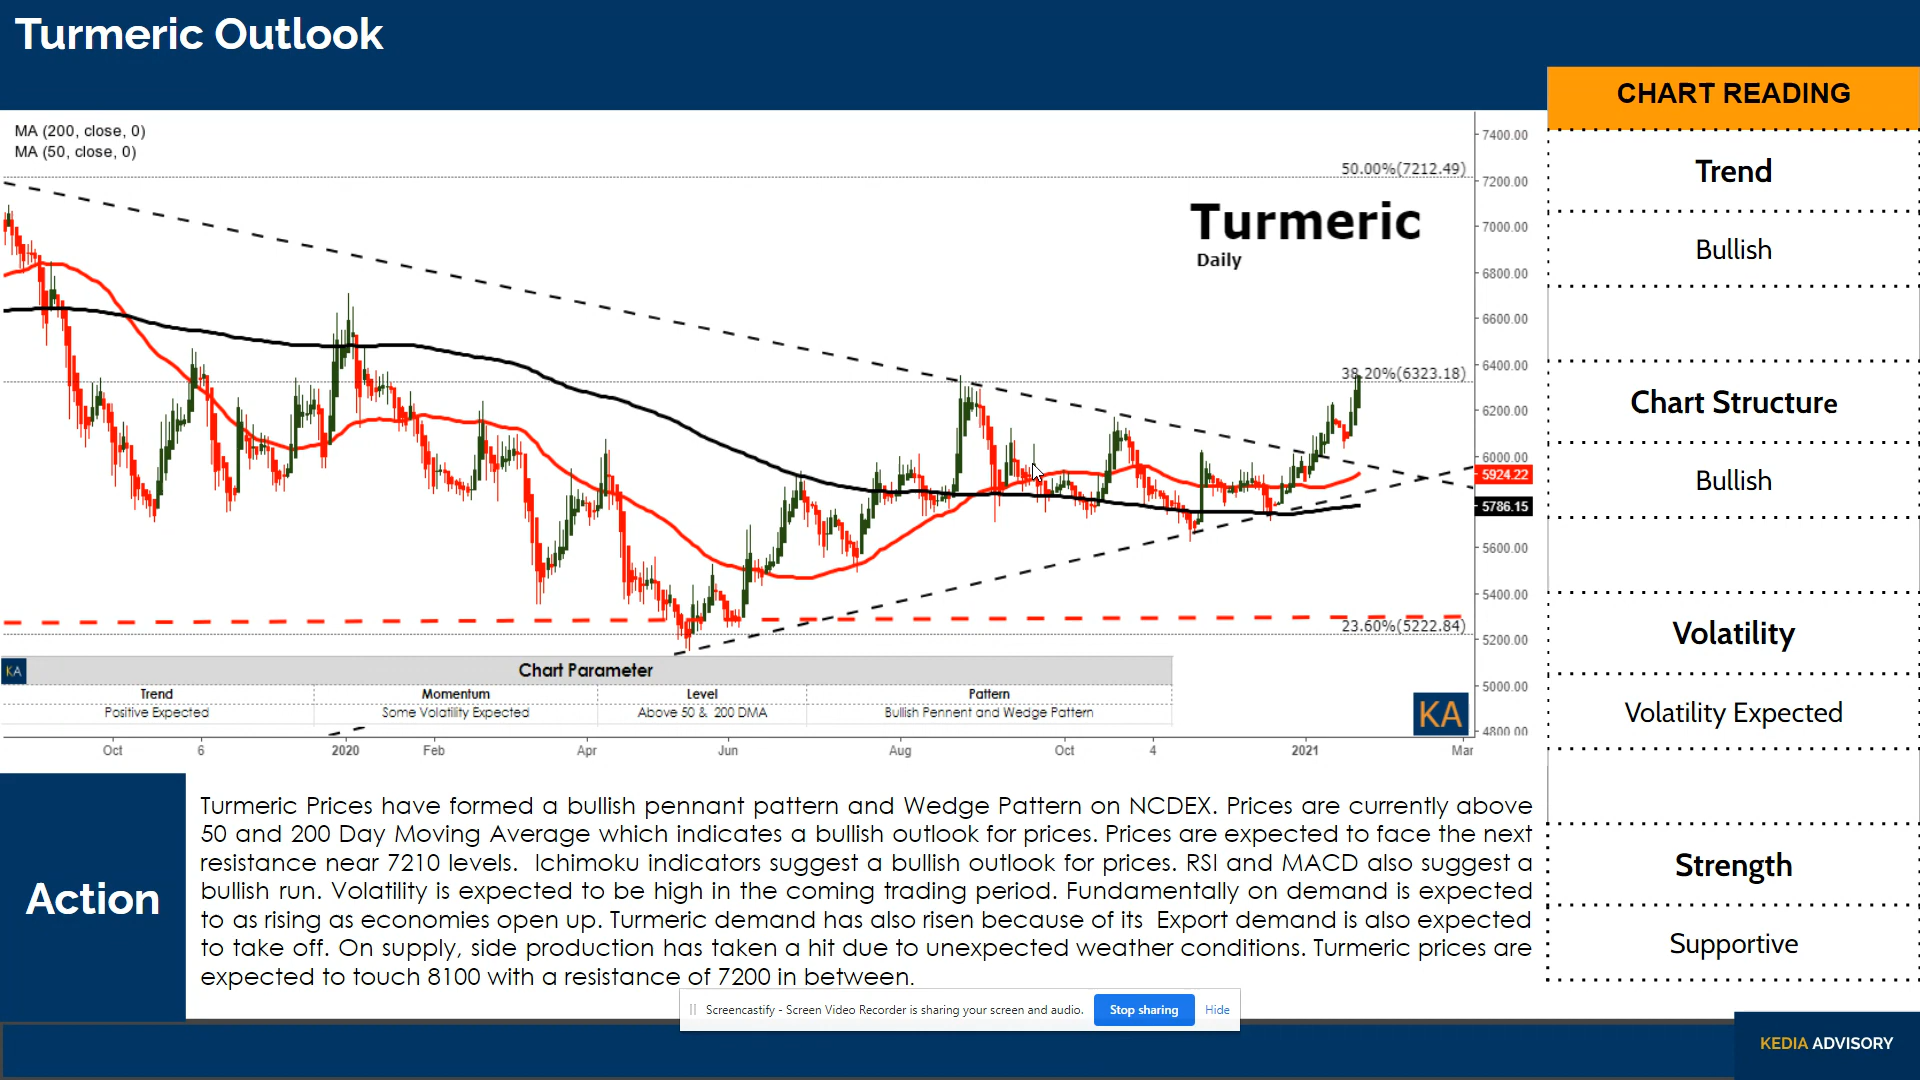 Turmeric Outlook
CHART READING
Trend
Bullish
Chart Structure
Bullish
Volatility
Volatility Expected
Strength
Supportive
MA (200, close, 0)
MA (50, close, 0)
Turmeric
Daily
50.00%(7212.49)
38.20%(6323.18)
23.60%(5222.84)
7400.00
7200.00
7000.00
6800.00
6600.00
6400.00
6200.00
6000.00
5924.22
5786.15
5600.00
5400.00
5200.00
5000.00
4800.00
KA
Chart Parameter
Trend Momentum Level Pattern
Positive Expected Some Volatility Expected Above 50 & 200 DMA Bullish Pennent and Wedge Pattern
KA
Oct 6 2020 Feb Apr Jun Aug Oct 4 2021 Mar
Action
Turmeric Prices have formed a bullish pennant pattern and Wedge Pattern on NCDEX. Prices are currently above
50 and 200 Day Moving Average which indicates a bullish outlook for prices. Prices are expected to face the next
resistance near 7210 levels. Ichimoku indicators suggest a bullish outlook for prices. RSI and MACD also suggest a
bullish run. Volatility is expected to be high in the coming trading period. Fundamentally on demand is expected
to as rising as economies open up. Turmeric demand has also risen because of its Export demand is also expected
to take off. On supply, side production has taken a hit due to unexpected weather conditions. Turmeric prices are
expected to touch 8100 with a resistance of 7200 in between.
Screencastify - Screen Video Recorder is sharing your screen and audio.
Stop sharing
Hide
KEDIA ADVISORY